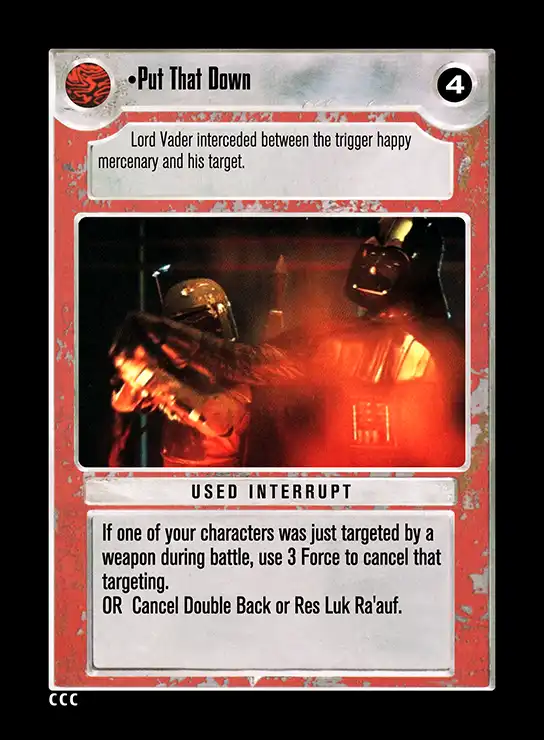 •Put That Down
4
Lord Vader interceded between the trigger happy
mercenary and his target.
USED INTERRUPT
If one of your characters was just targeted by a
weapon during battle, use 3 Force to cancel that
targeting.
OR Cancel Double Back or Res Luk Ra'auf.
CCC